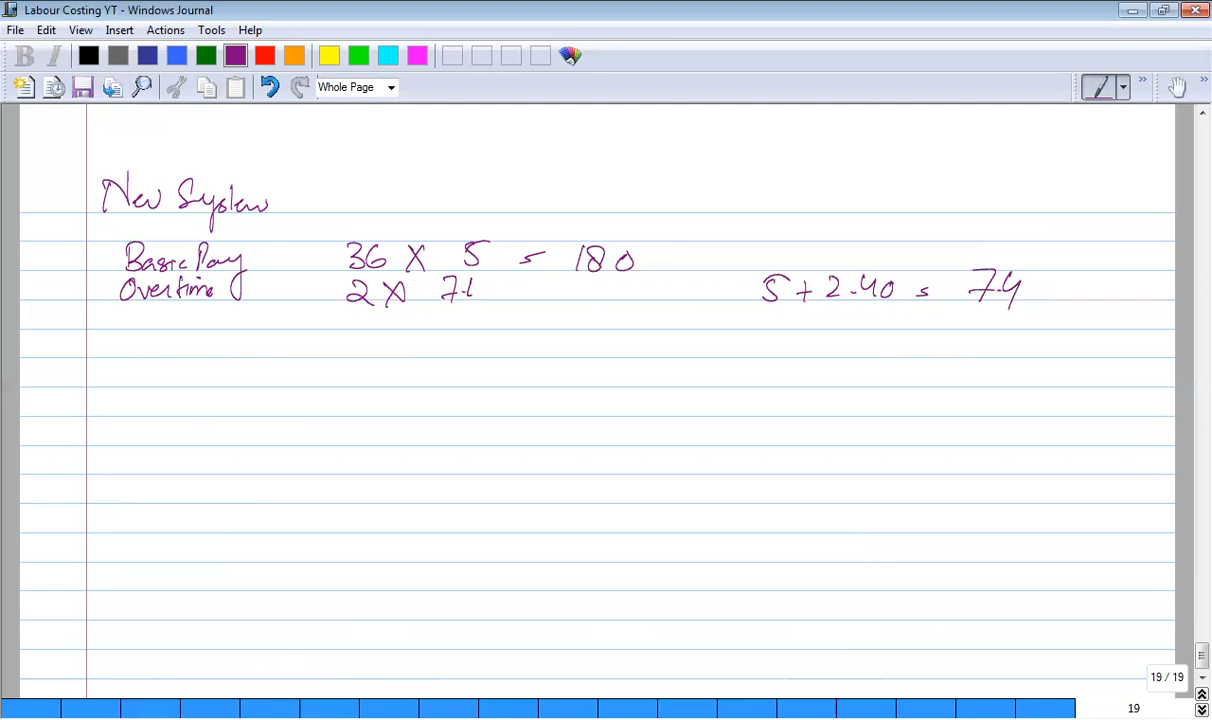 Labour Costing YT - Windows Journal
File Edit View Insert Actions Tools Help
B I
Whole Page
New System
Basic Pay 36 X 5 = 180
Overtime 2 X 7. 5 + 2.40 = 7.4
19 / 19
19